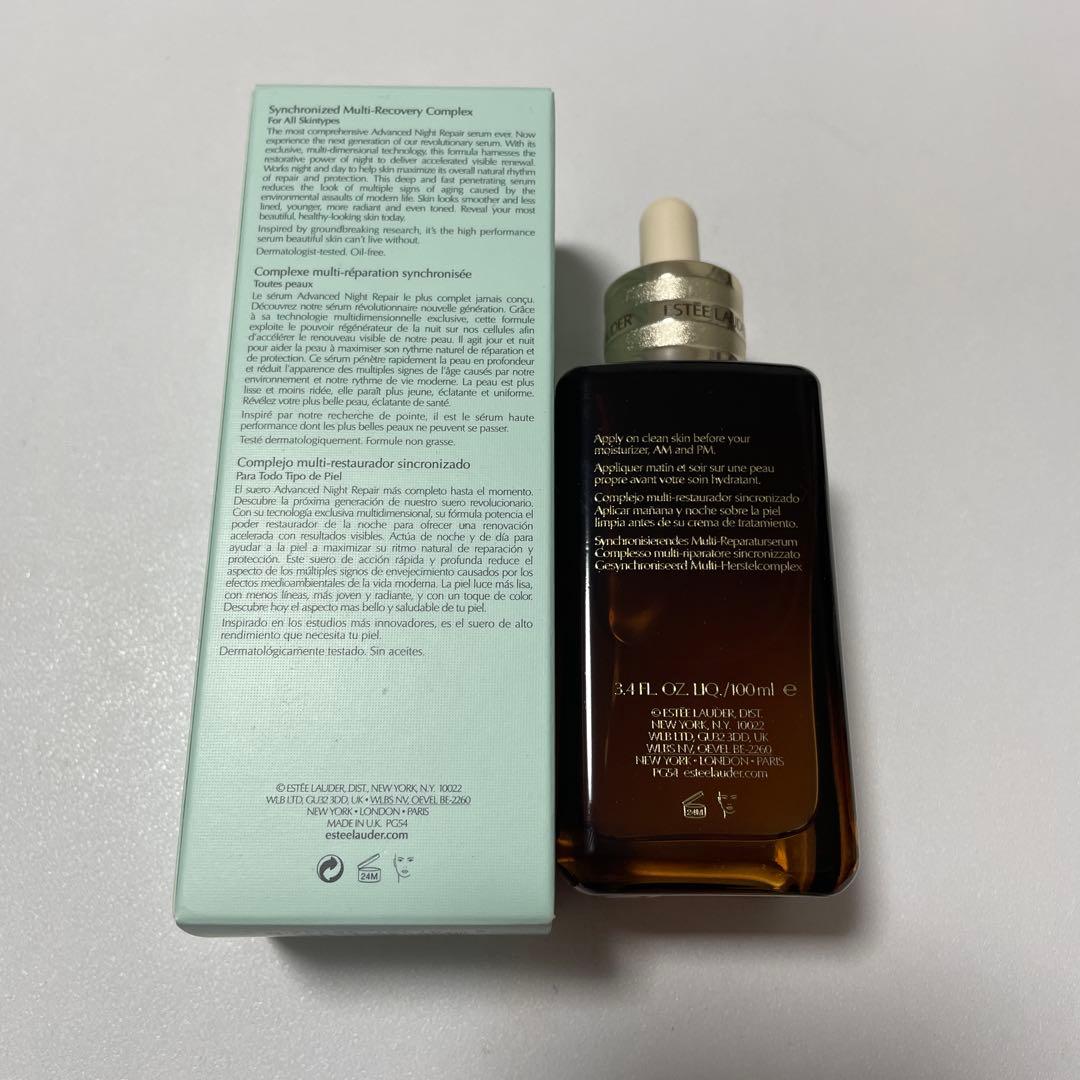 Synchronized Multi-Recovery Complex
For All Skintypes
The most comprehensive Advanced Night Repair serum ever. Now
experience the next generation of our revolutionary serum. With its
exclusive, multi-dimensional technology, this formula harnesses the
restorative power of night to deliver accelerated visible renewal.
Works night and day to help skin maximize its overall natural rhythm
of repair and protection. This deep and fast penetrating serum
reduces the look of multiple signs of aging caused by the
environmental assaults of modern life. Skin looks smoother and less
lined, younger, more radiant and even toned. Reveal your most
beautiful, healthy-looking skin today.
Inspired by groundbreaking research, it's the high performance
serum beautiful skin can't live without.
Dermatologist-tested. Oil-free.
Complexe multi-réparation synchronisée
Toutes peaux
Le sérum Advanced Night Repair le plus complet jamais conçu.
Découvrez notre sérum révolutionnaire nouvelle génération. Grâce
à sa technologie multidimensionnelle exclusive, cette formule
exploite le pouvoir régénérateur de la nuit sur nos cellules afin
d'accélérer le renouveau visible de notre peau. Il agit jour et nuit
pour aider la peau à maximiser son rythme naturel de réparation et
de protection. Ce sérum pénètre rapidement la peau en profondeur
et réduit l'apparence des multiples signes de l'âge causés par notre
environnement et notre rythme de vie moderne. La peau est plus
lisse et moins ridée, elle paraît plus jeune, éclatante et uniforme.
Révélez votre plus belle peau, éclatante de santé.
Inspiré par notre recherche de pointe, il est le sérum haute
performance dont les plus belles peaux ne peuvent se passer.
Testé dermatologiquement. Formule non grasse.
Complejo multi-restaurador sincronizado
Para Todo Tipo de Piel
El suero Advanced Night Repair más completo hasta el momento.
Descubre la próxima generación de nuestro suero revolucionario.
Con su tecnología exclusiva multidimensional, su fórmula potencia el
poder restaurador de la noche para ofrecer una renovación
acelerada con resultados visibles. Actúa de noche y de día para
ayudar a la piel a maximizar su ritmo natural de reparación y
protección. Este suero de acción rápida y profunda reduce el
aspecto de los múltiples signos de envejecimiento causados por los
efectos medioambientales de la vida moderna. La piel luce más lisa,
con menos líneas, más joven y radiante, y con un toque de color.
Descubre hoy el aspecto mas bello y saludable de tu piel.
Inspirado en los estudios más innovadores, es el suero de alto
rendimiento que necesita tu piel.
Dermatológicamente testado. Sin aceites.
© ESTÉE LAUDER, DIST., NEW YORK, N.Y. 10022
WLB LTD, GU32 3DD, UK • WLBS NV, OEVEL BE-2260
NEW YORK • LONDON • PARIS
MADE IN U.K. PG54
esteelauder.com
24M
ESTĒE LAUDER
Apply on clean skin before your
moisturizer, AM and PM.
Appliquer matin et soir sur une peau
propre avant votre soin hydratant.
Complejo multi-restaurador sincronizado
Aplicar mañana y noche sobre la piel
limpia antes de su crema de tratamiento.
Synchronisierendes Multi-Reparaturserum
Complesso multi-riparatore sincronizzato
Gesynchroniseerd Multi-Herstelcomplex
3.4 FL. OZ. LIQ./100 ml ℮
© ESTÉE LAUDER, DIST.
NEW YORK, N.Y. 10022
WLB LTD, GU32 3DD, UK
WLBS NV, OEVEL BE-2260
NEW YORK • LONDON • PARIS
PG54 esteelauder.com
24M